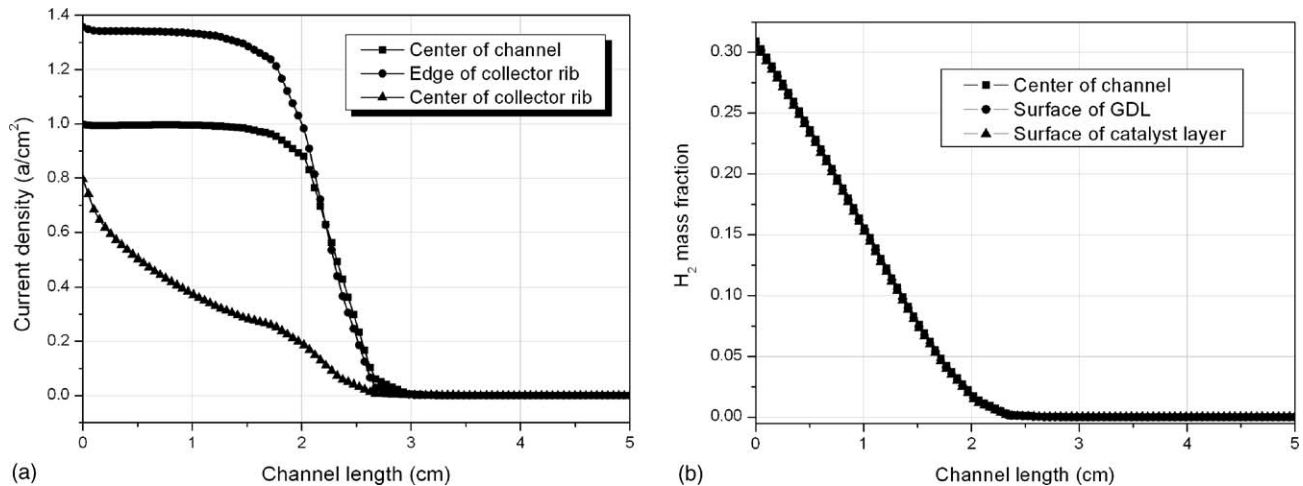 1.4
1.2
1.0
0.8
0.6
0.4
0.2
0.0
Current density (a/cm²)
Center of channel
Edge of collector rib
Center of collector rib
0 1 2 3 4 5
Channel length (cm)
(a)
0.30
0.25
0.20
0.15
0.10
0.05
0.00
H₂ mass fraction
Center of channel
Surface of GDL
Surface of catalyst layer
0 1 2 3 4 5
Channel length (cm)
(b)